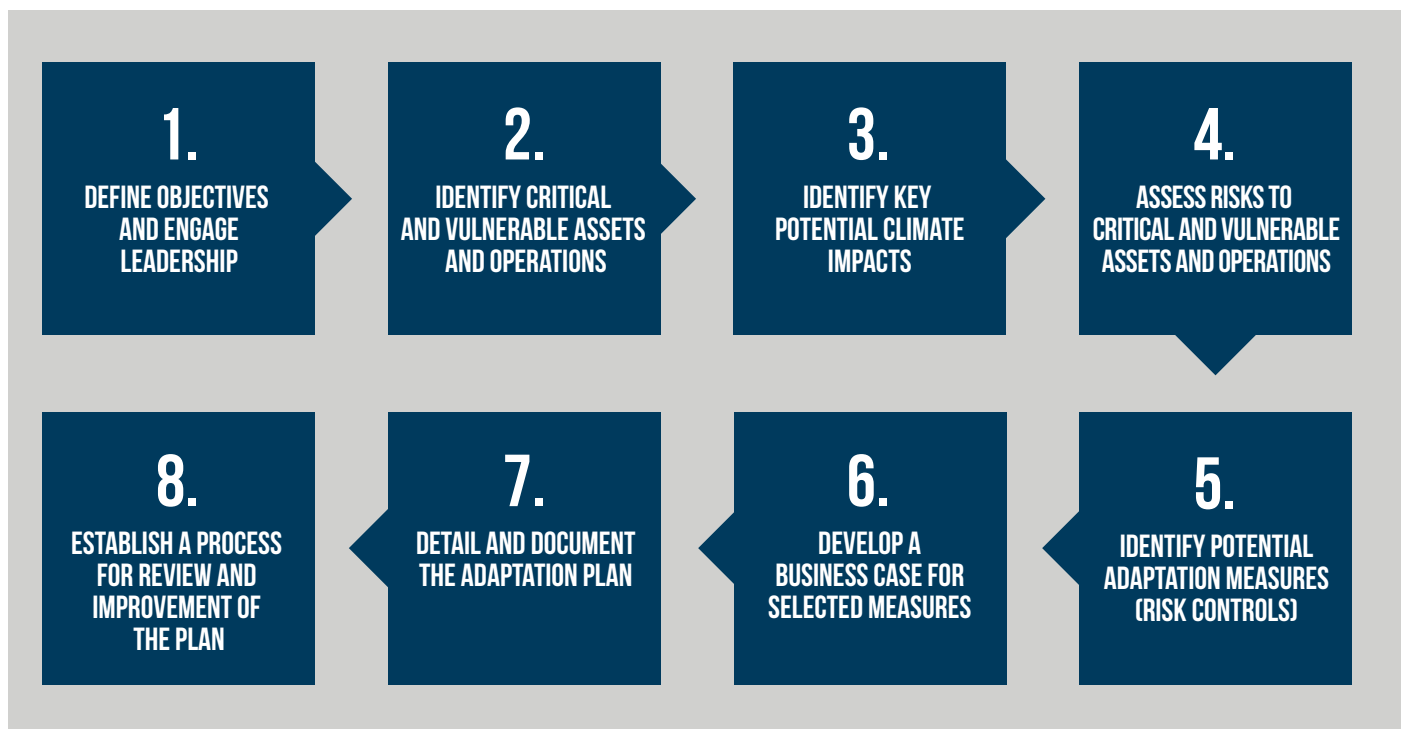 1.
DEFINE OBJECTIVES
AND ENGAGE
LEADERSHIP
2.
IDENTIFY CRITICAL
AND VULNERABLE ASSETS
AND OPERATIONS
3.
IDENTIFY KEY
POTENTIAL CLIMATE
IMPACTS
4.
ASSESS RISKS TO
CRITICAL AND VULNERABLE
ASSETS AND OPERATIONS
5.
IDENTIFY POTENTIAL
ADAPTATION MEASURES
(RISK CONTROLS)
6.
DEVELOP A
BUSINESS CASE FOR
SELECTED MEASURES
7.
DETAIL AND DOCUMENT
THE ADAPTATION PLAN
8.
ESTABLISH A PROCESS
FOR REVIEW AND
IMPROVEMENT OF
THE PLAN